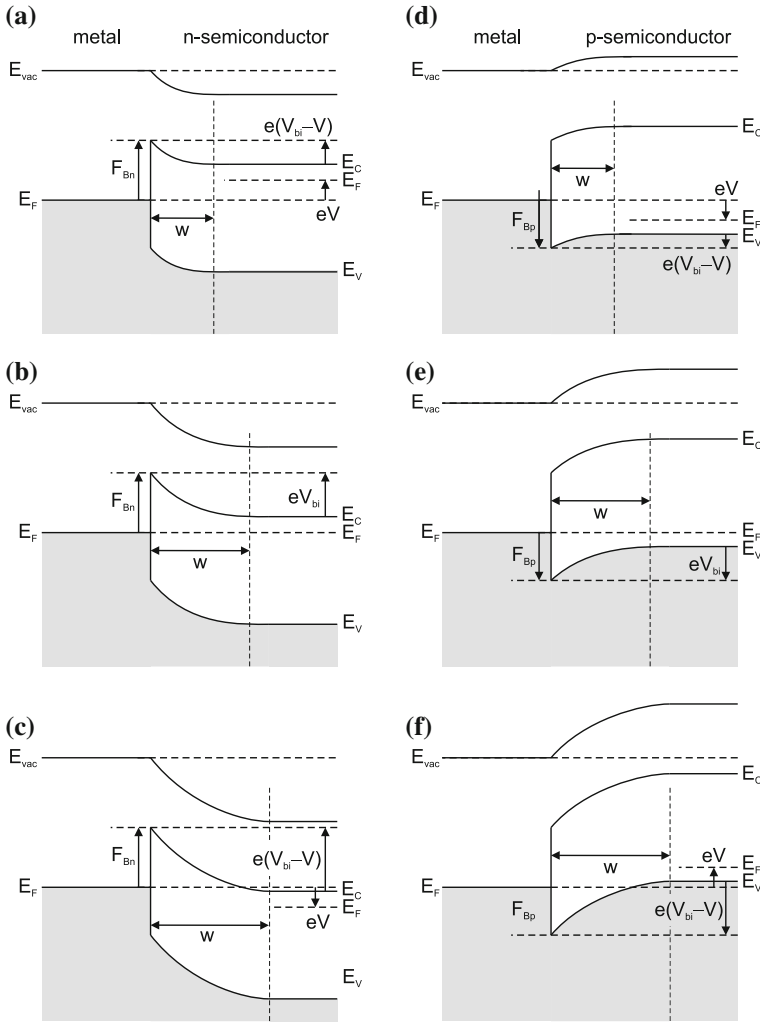 (a)
metal n-semiconductor
E_vac
e(V_bi–V)
F_Bn
E_C
E_F
E_F
eV
w
E_V
(d)
metal p-semiconductor
E_vac
E_C
w
E_F
eV
F_Bp
E_F
E_V
e(V_bi–V)
(b)
E_vac
F_Bn
eV_bi
E_C
E_F
E_F
w
E_V
(e)
E_vac
E_C
w
E_F
E_F
E_V
F_Bp
eV_bi
(c)
E_vac
F_Bn
e(V_bi–V)
E_F
E_C
E_F
eV
w
E_V
(f)
E_vac
E_C
w
eV
E_F
E_F
E_V
F_Bp
e(V_bi–V)